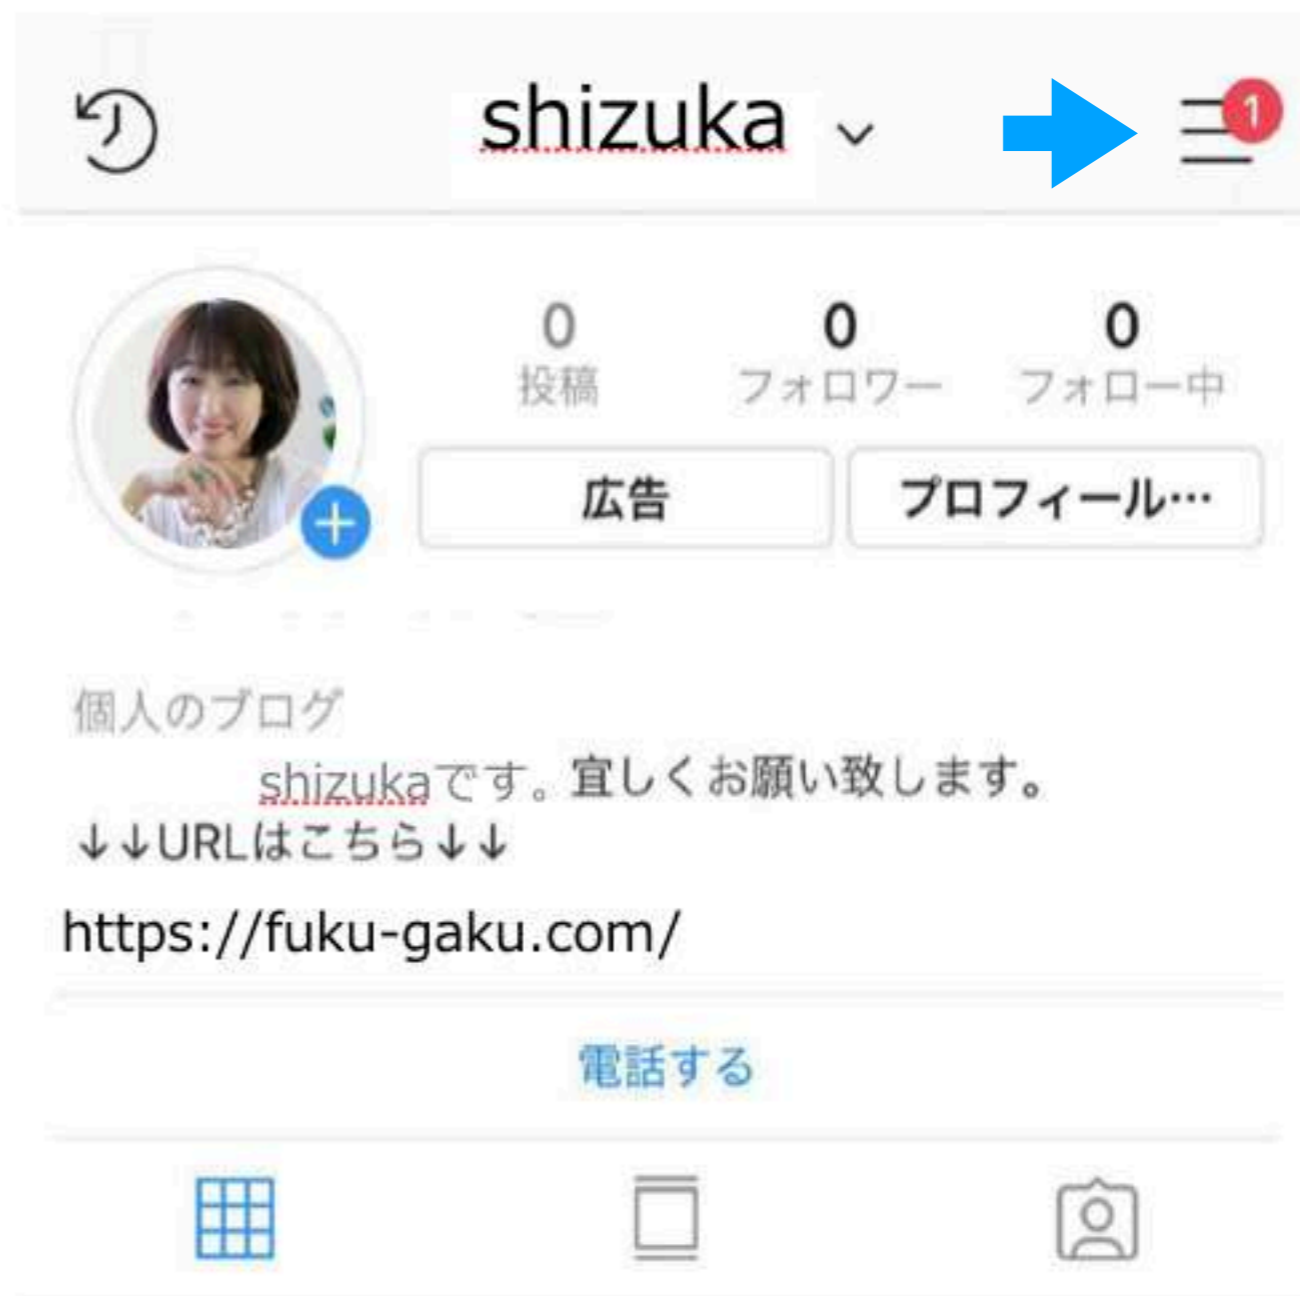 shizuka
1
0 0 0
投稿 フォロワー フォロー中
広告 プロフィール…
個人のブログ
shizukaです。宜しくお願い致します。
↓↓URLはこちら↓↓
https://fuku-gaku.com/
電話する